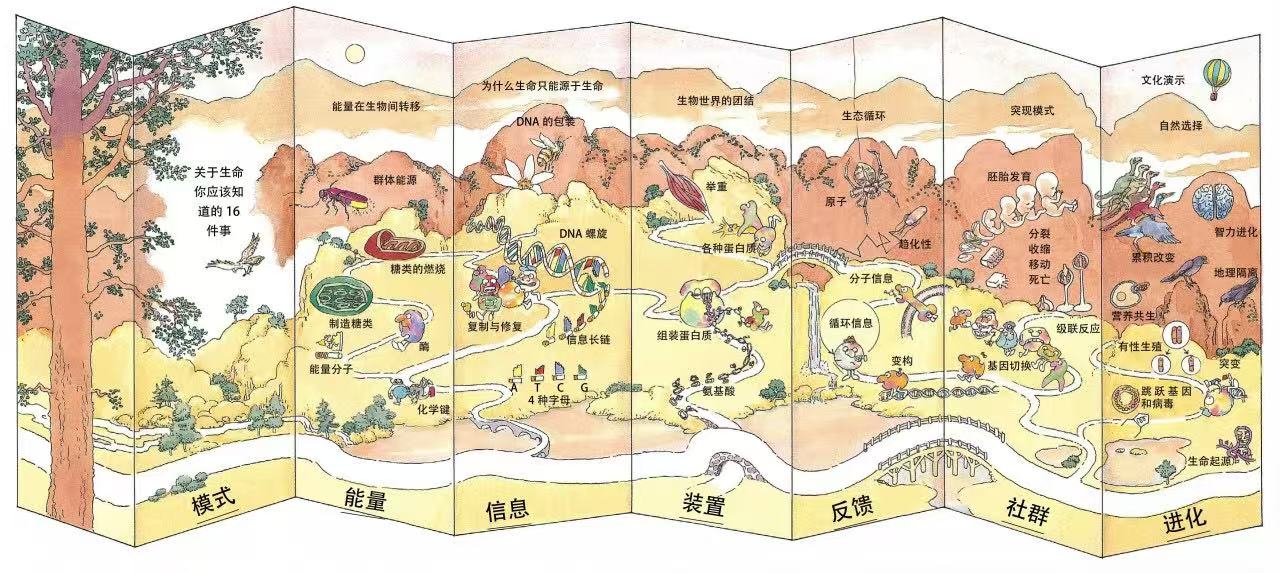 关于生命
你应该知
道的 16
件事
模式
能量在生物间转移
群体能源
糖类的燃烧
制造糖类
酶
能量分子
化学键
能量
为什么生命只能源于生命
DNA 的包装
DNA 螺旋
复制与修复
信息长链
A T C G
4 种字母
信息
生物世界的团结
举重
各种蛋白质
组装蛋白质
氨基酸
装置
生态循环
原子
趋化性
分子信息
循环信息
变构
反馈
突现模式
胚胎发育
分裂
收缩
移动
死亡
级联反应
基因切换
社群
文化演示
自然选择
智力进化
累积改变
地理隔离
营养共生
有性生殖
突变
跳跃基因
和病毒
生命起源
进化